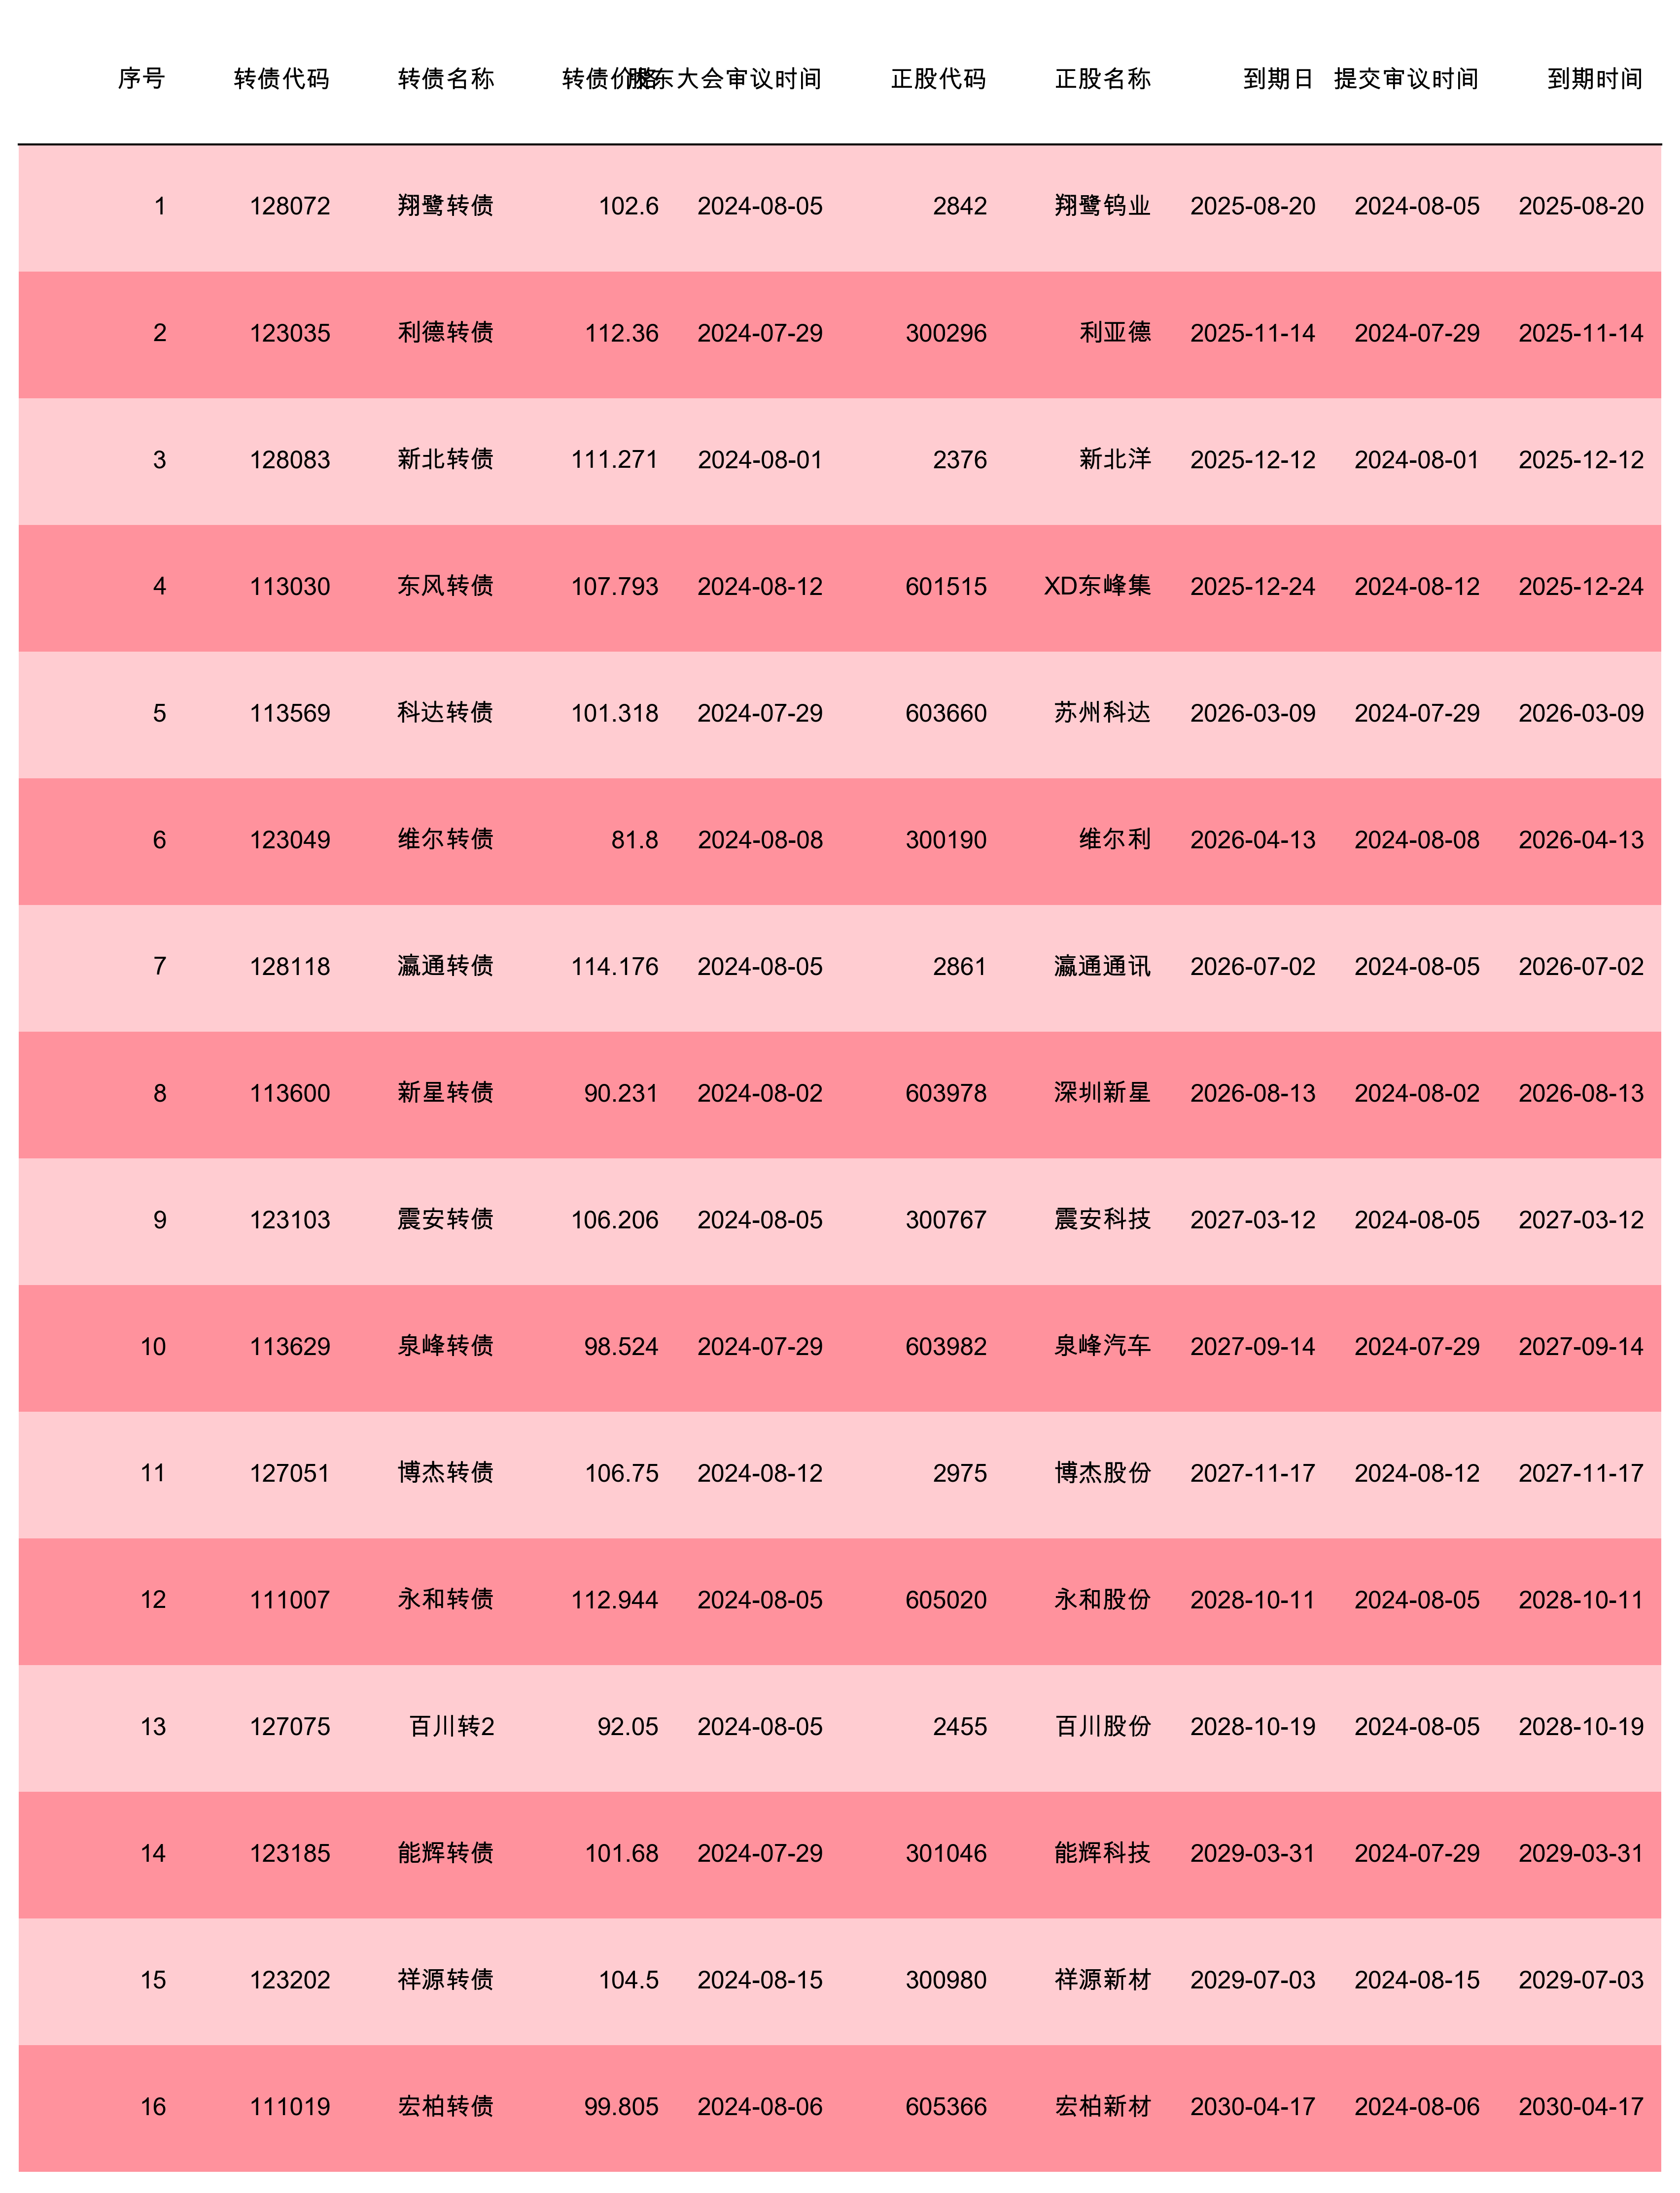 序号 转债代码 转债名称 转债价格 股东大会审议时间 正股代码 正股名称 到期日 提交审议时间 到期时间
1 128072 翔鹭转债 102.6 2024-08-05 2842 翔鹭钨业 2025-08-20 2024-08-05 2025-08-20
2 123035 利德转债 112.36 2024-07-29 300296 利亚德 2025-11-14 2024-07-29 2025-11-14
3 128083 新北转债 111.271 2024-08-01 2376 新北洋 2025-12-12 2024-08-01 2025-12-12
4 113030 东风转债 107.793 2024-08-12 601515 XD东峰集 2025-12-24 2024-08-12 2025-12-24
5 113569 科达转债 101.318 2024-07-29 603660 苏州科达 2026-03-09 2024-07-29 2026-03-09
6 123049 维尔转债 81.8 2024-08-08 300190 维尔利 2026-04-13 2024-08-08 2026-04-13
7 128118 瀛通转债 114.176 2024-08-05 2861 瀛通通讯 2026-07-02 2024-08-05 2026-07-02
8 113600 新星转债 90.231 2024-08-02 603978 深圳新星 2026-08-13 2024-08-02 2026-08-13
9 123103 震安转债 106.206 2024-08-05 300767 震安科技 2027-03-12 2024-08-05 2027-03-12
10 113629 泉峰转债 98.524 2024-07-29 603982 泉峰汽车 2027-09-14 2024-07-29 2027-09-14
11 127051 博杰转债 106.75 2024-08-12 2975 博杰股份 2027-11-17 2024-08-12 2027-11-17
12 111007 永和转债 112.944 2024-08-05 605020 永和股份 2028-10-11 2024-08-05 2028-10-11
13 127075 百川转2 92.05 2024-08-05 2455 百川股份 2028-10-19 2024-08-05 2028-10-19
14 123185 能辉转债 101.68 2024-07-29 301046 能辉科技 2029-03-31 2024-07-29 2029-03-31
15 123202 祥源转债 104.5 2024-08-15 300980 祥源新材 2029-07-03 2024-08-15 2029-07-03
16 111019 宏柏转债 99.805 2024-08-06 605366 宏柏新材 2030-04-17 2024-08-06 2030-04-17